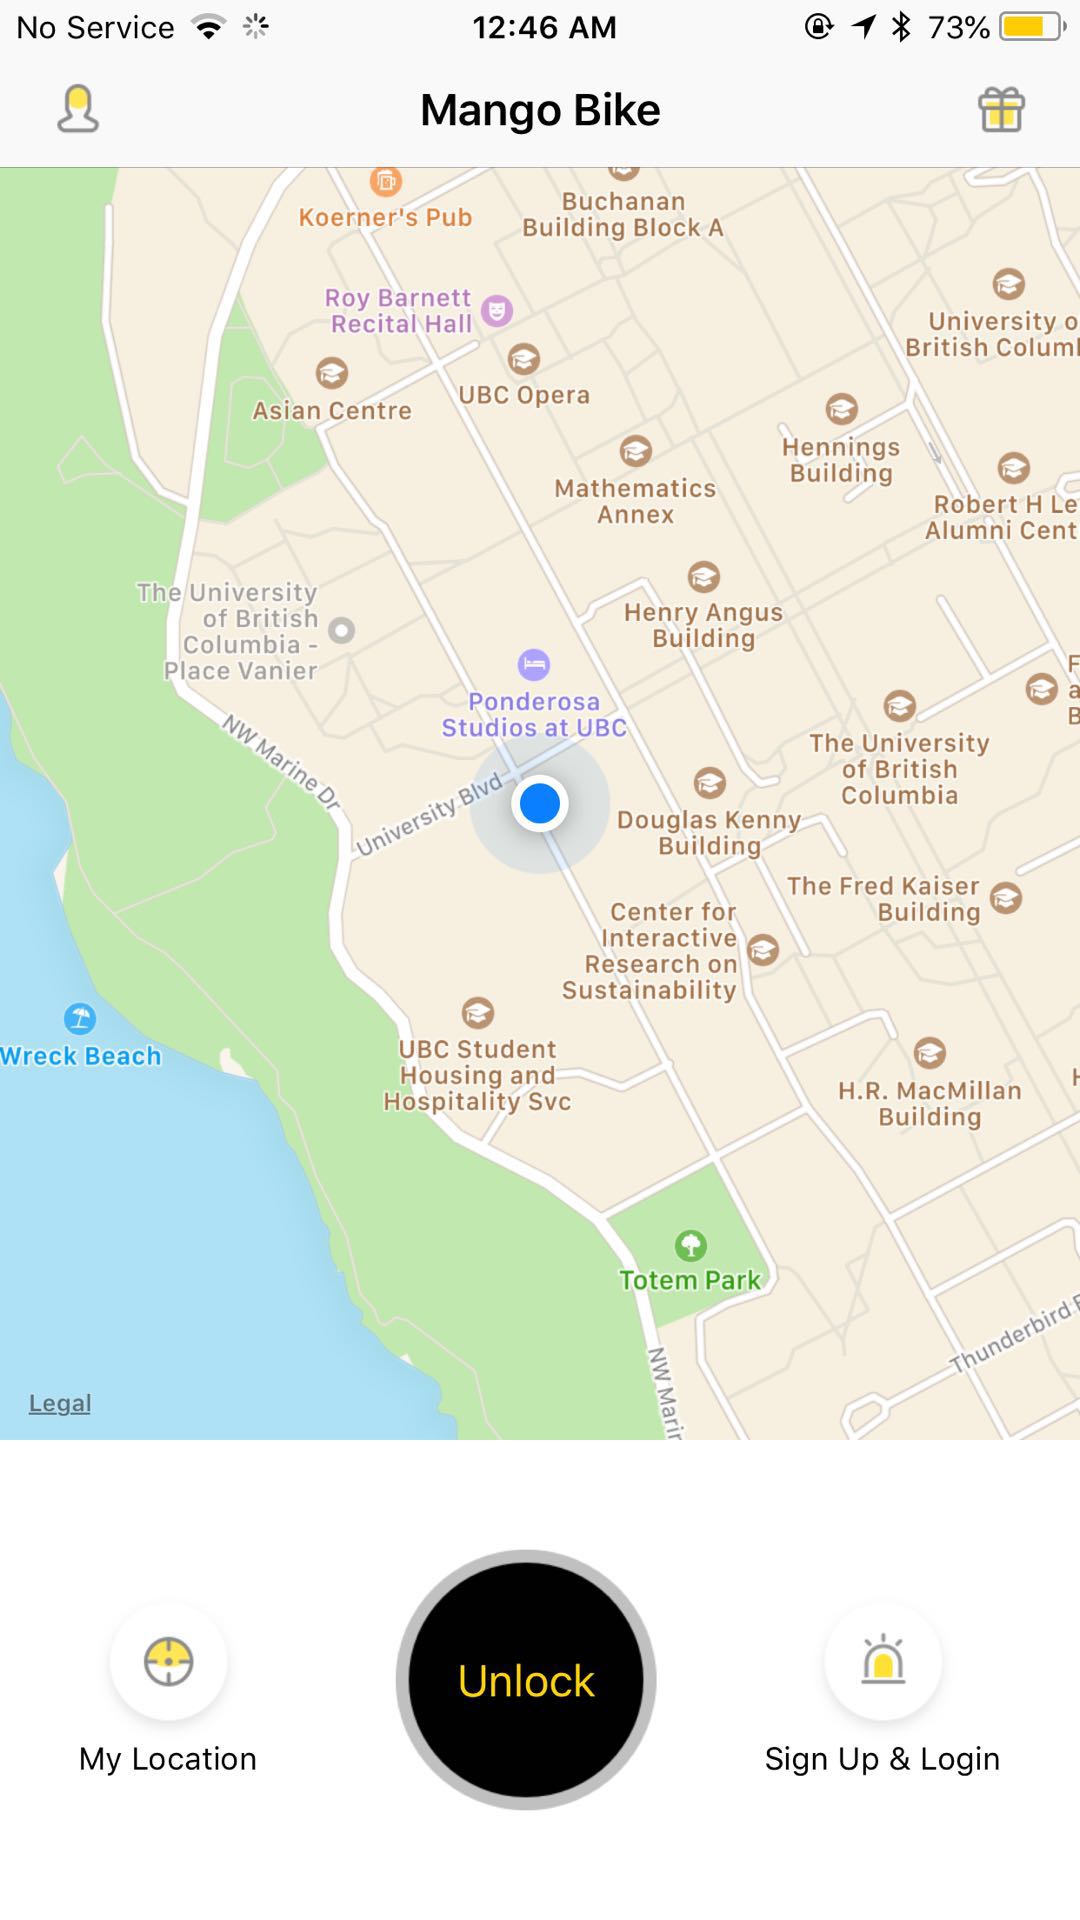 No Service
12:46 AM
73%
Mango Bike
Koerner's Pub
Buchanan
Building Block A
Roy Barnett
Recital Hall
University o
British Colum
Asian Centre
UBC Opera
Hennings
Building
Mathematics
Annex
Robert H Le
Alumni Cent
The University
of British
Columbia -
Place Vanier
Henry Angus
Building
Ponderosa
Studios at UBC
F
a
B
NW Marine Dr
The University
of British
Columbia
University Blvd
Douglas Kenny
Building
The Fred Kaiser
Building
Center for
Interactive
Research on
Sustainability
Wreck Beach
UBC Student
Housing and
Hospitality Svc
H.R. MacMillan
Building
Totem Park
Thunderbird
NW Marin
Legal
Unlock
My Location
Sign Up & Login